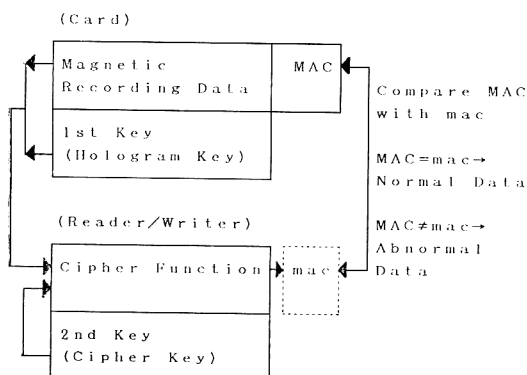 (Card)
Magnetic
Recording Data
MAC
1st Key
(Hologram Key)
Compare MAC
with mac
MAC=mac→
Normal Data
MAC≠mac→
Abnormal
Data
(Reader/Writer)
Cipher Function
mac
2nd Key
(Cipher Key)